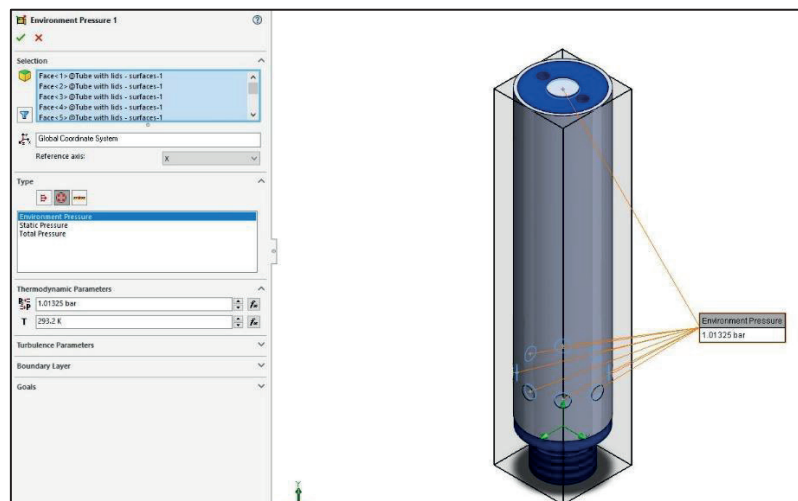 Environment Pressure 1
Selection
Face<1>@Tube with lids - surfaces-1
Face<2>@Tube with lids - surfaces-1
Face<3>@Tube with lids - surfaces-1
Face<4>@Tube with lids - surfaces-1
Face<5>@Tube with lids - surfaces-1
Global Coordinate System
Reference axis: X
Type
Environment Pressure
Static Pressure
Total Pressure
Thermodynamic Parameters
1.01325 bar
T 293.2 K
Turbulence Parameters
Boundary Layer
Goals
Environment Pressure
1.01325 bar
Y